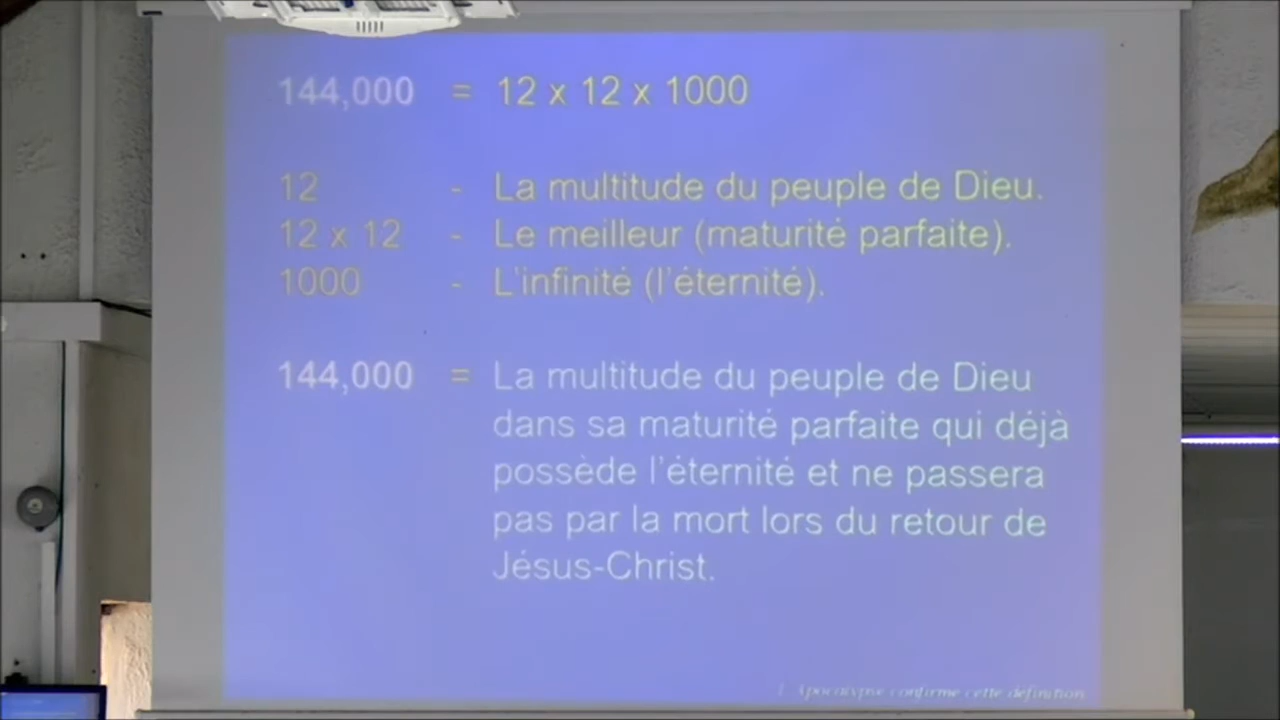 144,000 = 12 x 12 x 1000
12 - La multitude du peuple de Dieu.
12 x 12 - Le meilleur (maturité parfaite).
1000 - L'infinité (l'éternité).
144,000 = La multitude du peuple de Dieu
dans sa maturité parfaite qui déjà
possède l'éternité et ne passera
pas par la mort lors du retour de
Jésus-Christ.
Apocalypse confirme cette définition